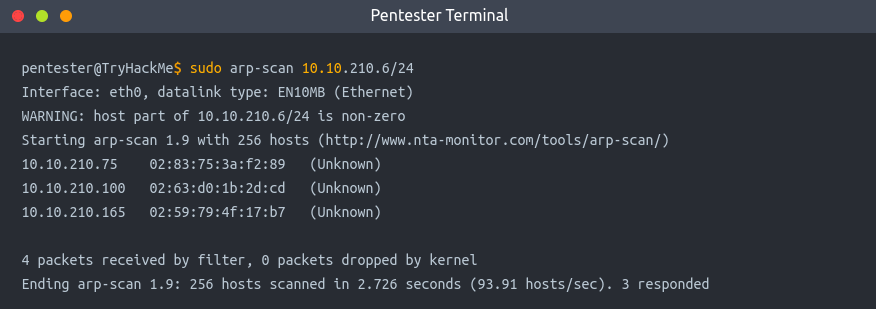 Pentester Terminal
pentester@TryHackMe$ sudo arp-scan 10.10.210.6/24
Interface: eth0, datalink type: EN10MB (Ethernet)
WARNING: host part of 10.10.210.6/24 is non-zero
Starting arp-scan 1.9 with 256 hosts (http://www.nta-monitor.com/tools/arp-scan/)
10.10.210.75    02:83:75:3a:f2:89   (Unknown)
10.10.210.100   02:63:d0:1b:2d:cd   (Unknown)
10.10.210.165   02:59:79:4f:17:b7   (Unknown)
4 packets received by filter, 0 packets dropped by kernel
Ending arp-scan 1.9: 256 hosts scanned in 2.726 seconds (93.91 hosts/sec). 3 responded